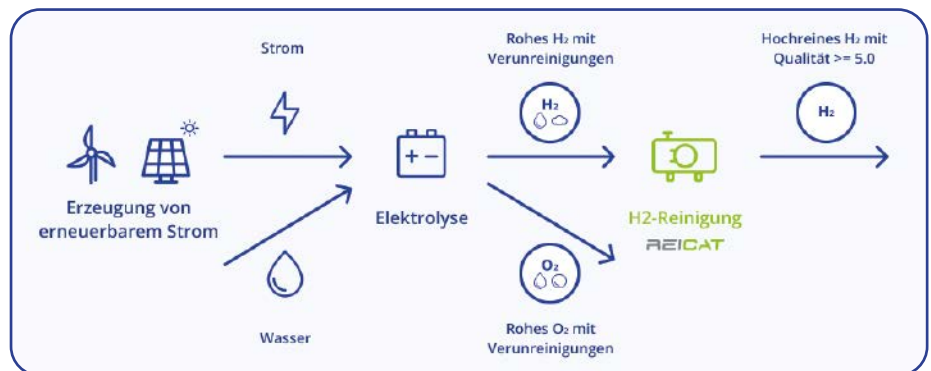 Strom
Rohes H₂ mit
Verunreinigungen
Hochreines H₂ mit
Qualität >= 5.0
H₂
H₂
Erzeugung von
erneuerbarem Strom
+ −
Elektrolyse
H2-Reinigung
REICAT
Wasser
O₂
Rohes O₂ mit
Verunreinigungen